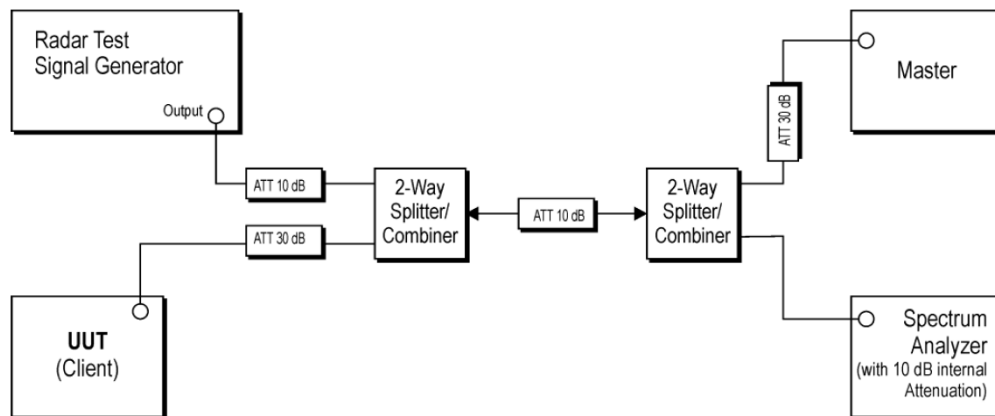 Radar Test
Signal Generator
Output
ATT 10 dB
ATT 30 dB
UUT
(Client)
2-Way
Splitter/
Combiner
ATT 10 dB
2-Way
Splitter/
Combiner
ATT 30 dB
Master
Spectrum
Analyzer
(with 10 dB internal
Attenuation)